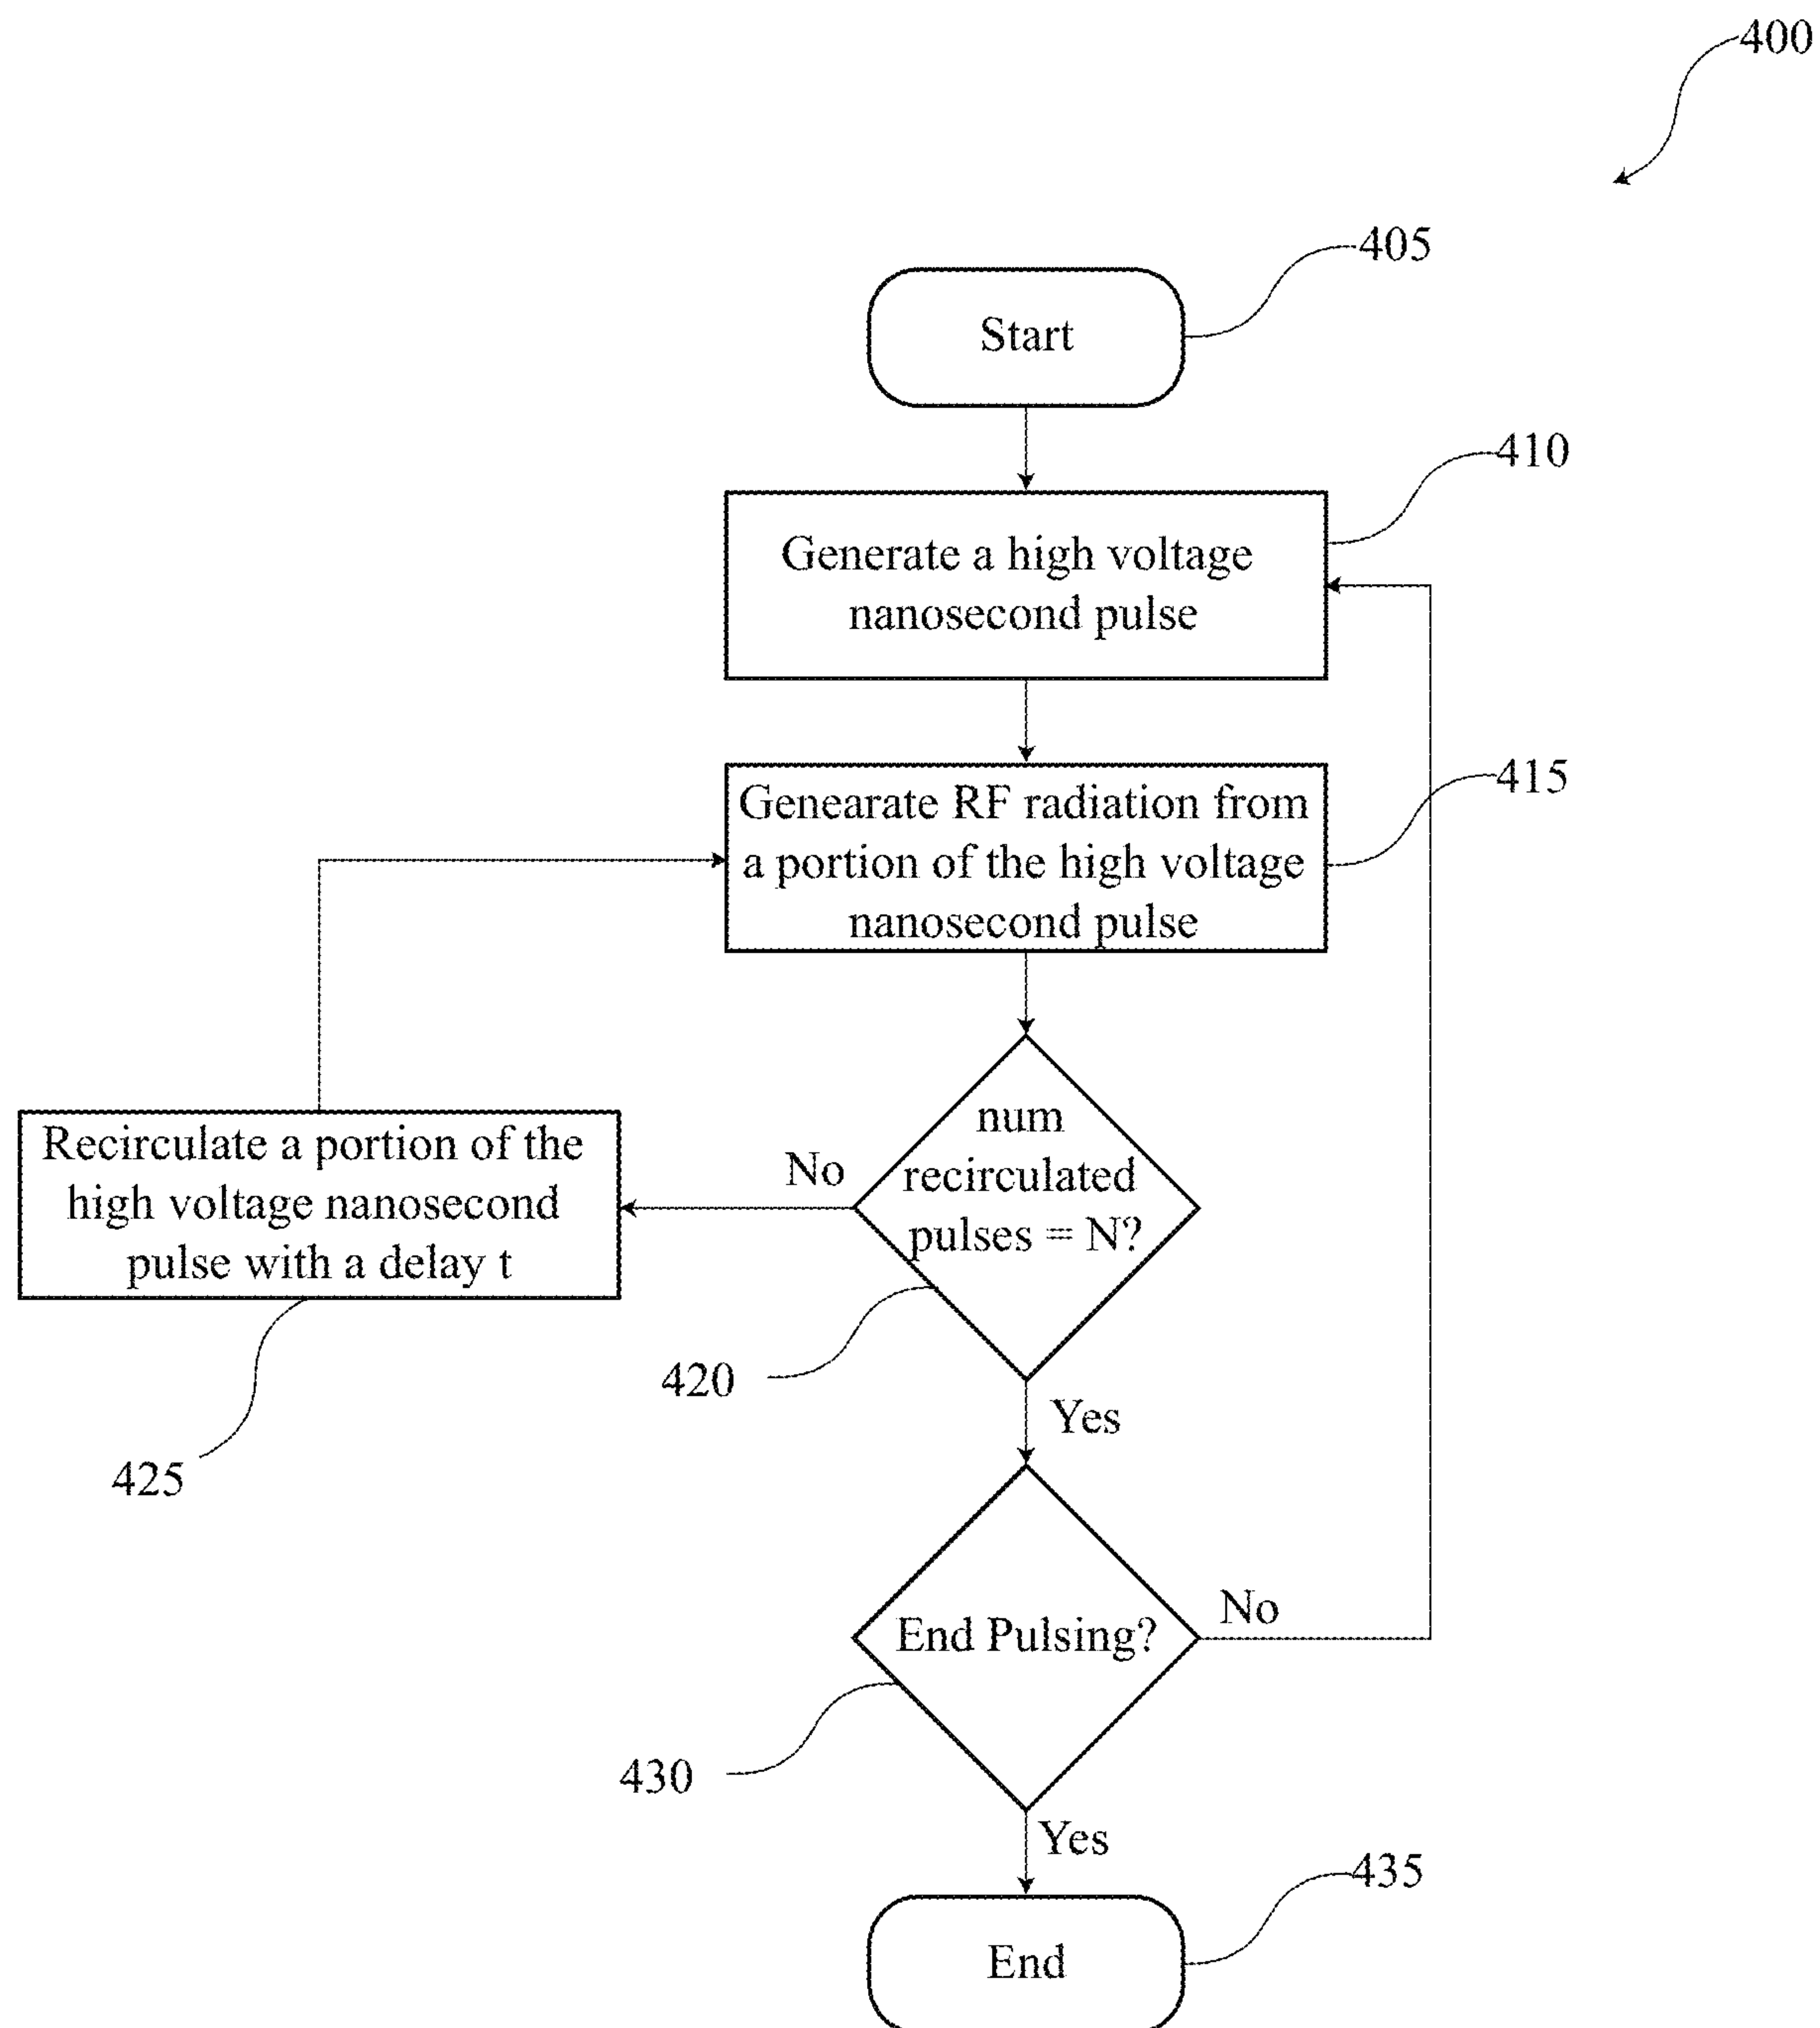 400
405
Start
410
Generate a high voltage
nanosecond pulse
415
Genearate RF radiation from
a portion of the high voltage
nanosecond pulse
num
recirculated
pulses = N?
No
Recirculate a portion of the
high voltage nanosecond
pulse with a delay t
420
Yes
425
End Pulsing?
No
430
Yes
435
End